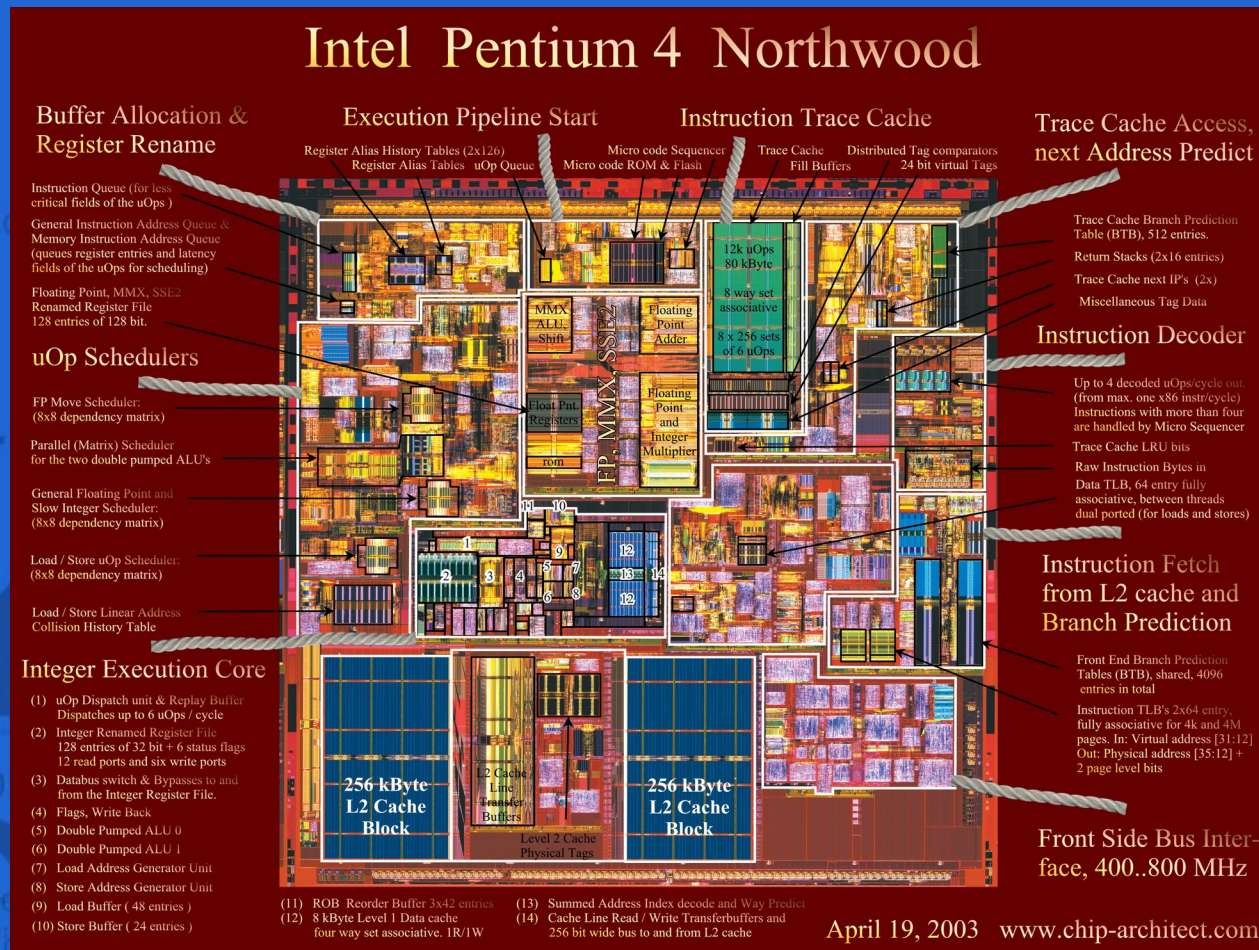 Intel Pentium 4 Northwood
Buffer Allocation &
Register Rename
Execution Pipeline Start
Instruction Trace Cache
Trace Cache Access,
next Address Predict
Register Alias History Tables (2x126)
Register Alias Tables
uOp Queue
Micro code Sequencer
Micro code ROM & Flash
Trace Cache
Fill Buffers
Distributed Tag comparators
24 bit virtual Tags
Instruction Queue (for less
critical fields of the uOps )
General Instruction Address Queue &
Memory Instruction Address Queue
(queues register entries and latency
fields of the uOps for scheduling)
Floating Point, MMX, SSE2
Renamed Register File
128 entries of 128 bit.
uOp Schedulers
FP Move Scheduler:
(8x8 dependency matrix)
Parallel (Matrix) Scheduler
for the two double pumped ALU's
General Floating Point and
Slow Integer Scheduler:
(8x8 dependency matrix)
Load / Store uOp Scheduler:
(8x8 dependency matrix)
Load / Store Linear Address
Collision History Table
Integer Execution Core
(1) uOp Dispatch unit & Replay Buffer
Dispatches up to 6 uOps / cycle
(2) Integer Renamed Register File
128 entries of 32 bit + 6 status flags
12 read ports and six write ports
(3) Databus switch & Bypasses to and
from the Integer Register File.
(4) Flags, Write Back
(5) Double Pumped ALU 0
(6) Double Pumped ALU 1
(7) Load Address Generator Unit
(8) Store Address Generator Unit
(9) Load Buffer ( 48 entries )
(10) Store Buffer ( 24 entries )
12k uOps
80 kByte
8 way set
associative
8 x 256 sets
of 6 uOps
MMX
ALU,
Shift
FP, MMX, SSE2
Floating
Point
Adder
Float Pnt.
Registers
rom
Floating
Point
and
Integer
Multiplier
11
10
1
2
3
4
5
6
9
7
8
12
13
14
12
256 kByte
L2 Cache
Block
L2 Cache
Line
Transfer
Buffers
Level 2 Cache
Physical Tags
256 kByte
L2 Cache
Block
Trace Cache Branch Prediction
Table (BTB), 512 entries.
Return Stacks (2x16 entries)
Trace Cache next IP's (2x)
Miscellaneous Tag Data
Instruction Decoder
Up to 4 decoded uOps/cycle out.
(from max. one x86 instr/cycle)
Instructions with more than four
are handled by Micro Sequencer
Trace Cache LRU bits
Raw Instruction Bytes in
Data TLB, 64 entry fully
associative, between threads
dual ported (for loads and stores)
Instruction Fetch
from L2 cache and
Branch Prediction
Front End Branch Prediction
Tables (BTB), shared, 4096
entries in total
Instruction TLB's 2x64 entry,
fully associative for 4k and 4M
pages. In: Virtual address [31:12]
Out: Physical address [35:12] +
2 page level bits
Front Side Bus Inter-
face, 400..800 MHz
(11) ROB Reorder Buffer 3x42 entries
(12) 8 kByte Level 1 Data cache
four way set associative. 1R/1W
(13) Summed Address Index decode and Way Predict
(14) Cache Line Read / Write Transferbuffers and
256 bit wide bus to and from L2 cache
April 19, 2003 www.chip-architect.com